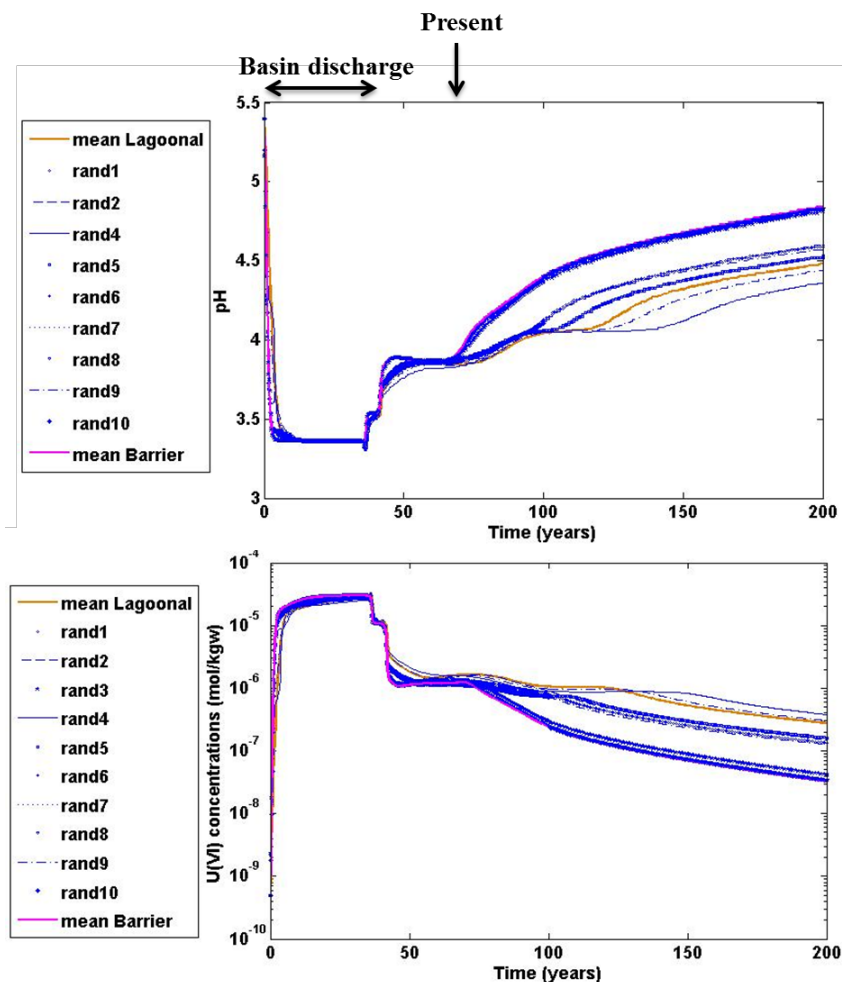 Present
Basin discharge
mean Lagoonal
rand1
rand2
rand4
rand5
rand6
rand7
rand8
rand9
rand10
mean Barrier
5.5
5
4.5
4
3.5
3
pH
0
50
100
150
200
Time (years)
mean Lagoonal
rand1
rand2
rand3
rand4
rand5
rand6
rand7
rand8
rand9
rand10
mean Barrier
10⁻⁴
10⁻⁵
10⁻⁶
10⁻⁷
10⁻⁸
10⁻⁹
10⁻¹⁰
U(VI) concentrations (mol/kgw)
0
50
100
150
200
Time (years)